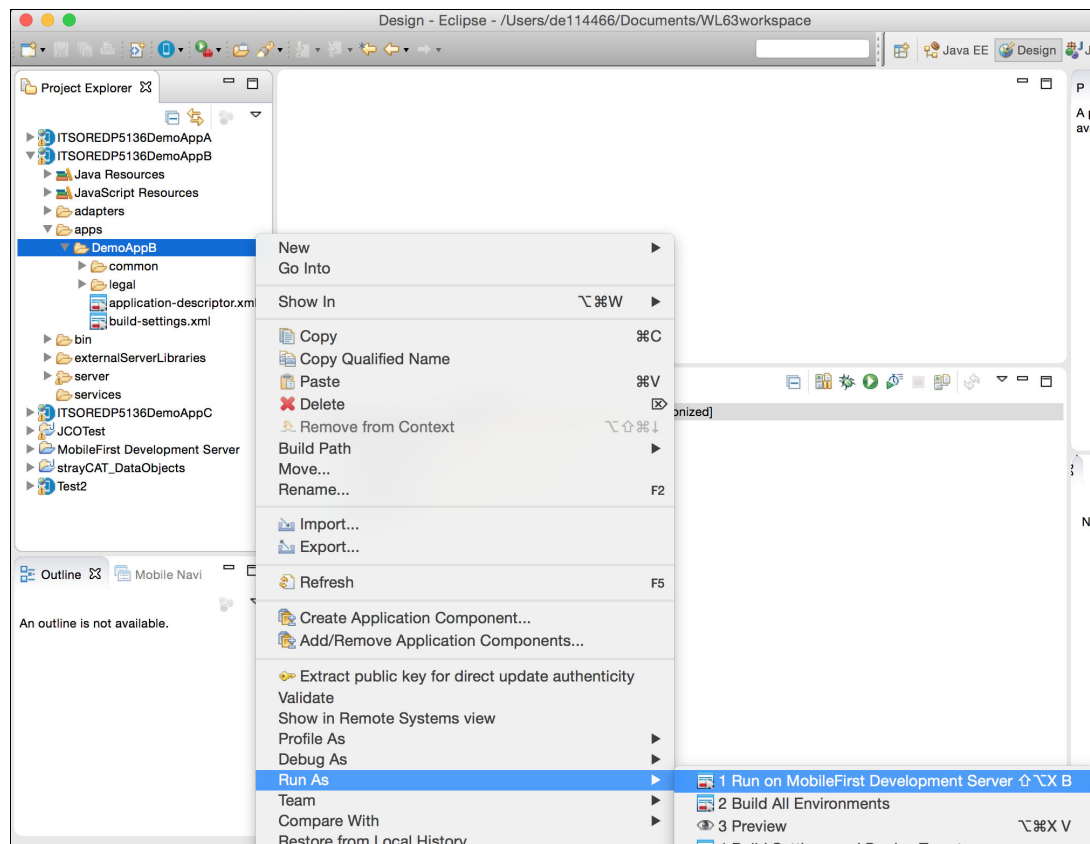 Design - Eclipse - /Users/de114466/Documents/WL63workspace
Java EE
Design
Project Explorer
P
A
av
ITSOREDP5136DemoAppA
ITSOREDP5136DemoAppB
Java Resources
JavaScript Resources
adapters
apps
DemoAppB
common
legal
application-descriptor.xml
build-settings.xml
bin
externalServerLibraries
server
services
ITSOREDP5136DemoAppC
JCOTest
MobileFirst Development Server
strayCAT_DataObjects
Test2
Outline
Mobile Navi
An outline is not available.
New
Go Into
Show In ⌥⌘W
Copy ⌘C
Copy Qualified Name
Paste ⌘V
Delete ⌦
Remove from Context ⌥⇧⌘↓
Build Path
Move...
Rename... F2
Import...
Export...
Refresh F5
Create Application Component...
Add/Remove Application Components...
Extract public key for direct update authenticity
Validate
Show in Remote Systems view
Profile As
Debug As
Run As
Team
Compare With
Restore from Local History
onized]
N
1 Run on MobileFirst Development Server ⇧⌥X B
2 Build All Environments
3 Preview ⌥⌘X V